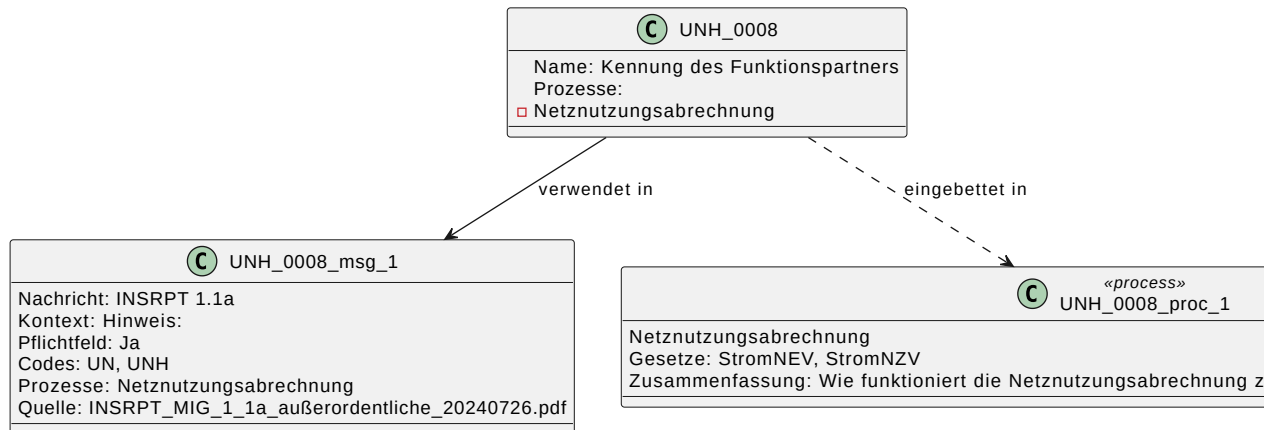 C UNH_0008
Name: Kennung des Funktionspartners
Prozesse:
Netznutzungsabrechnung
verwendet in
eingebettet in
C UNH_0008_msg_1
Nachricht: INSRPT 1.1a
Kontext: Hinweis:
Pflichtfeld: Ja
Codes: UN, UNH
Prozesse: Netznutzungsabrechnung
Quelle: INSRPT_MIG_1_1a_außerordentliche_20240726.pdf
«process»
C UNH_0008_proc_1
Netznutzungsabrechnung
Gesetze: StromNEV, StromNZV
Zusammenfassung: Wie funktioniert die Netznutzungsabrechnung z